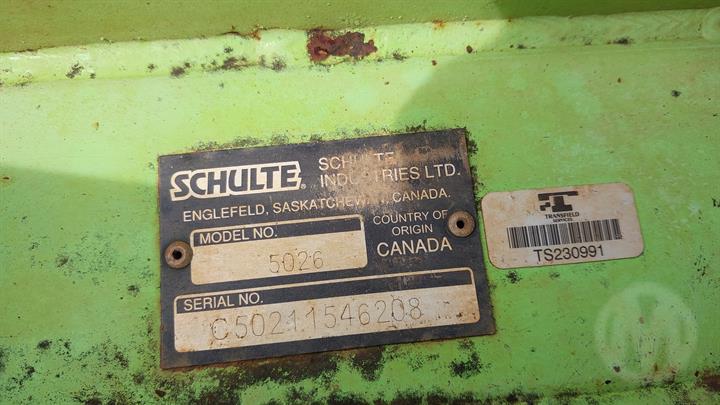 SCHULTE®
SCHULTE
INDUSTRIES LTD.
ENGLEFELD, SASKATCHEWAN, CANADA.
MODEL NO.
5026
COUNTRY OF
ORIGIN
CANADA
SERIAL NO.
C50211546208
TRANSFIELD
SERVICES
TS230991
M